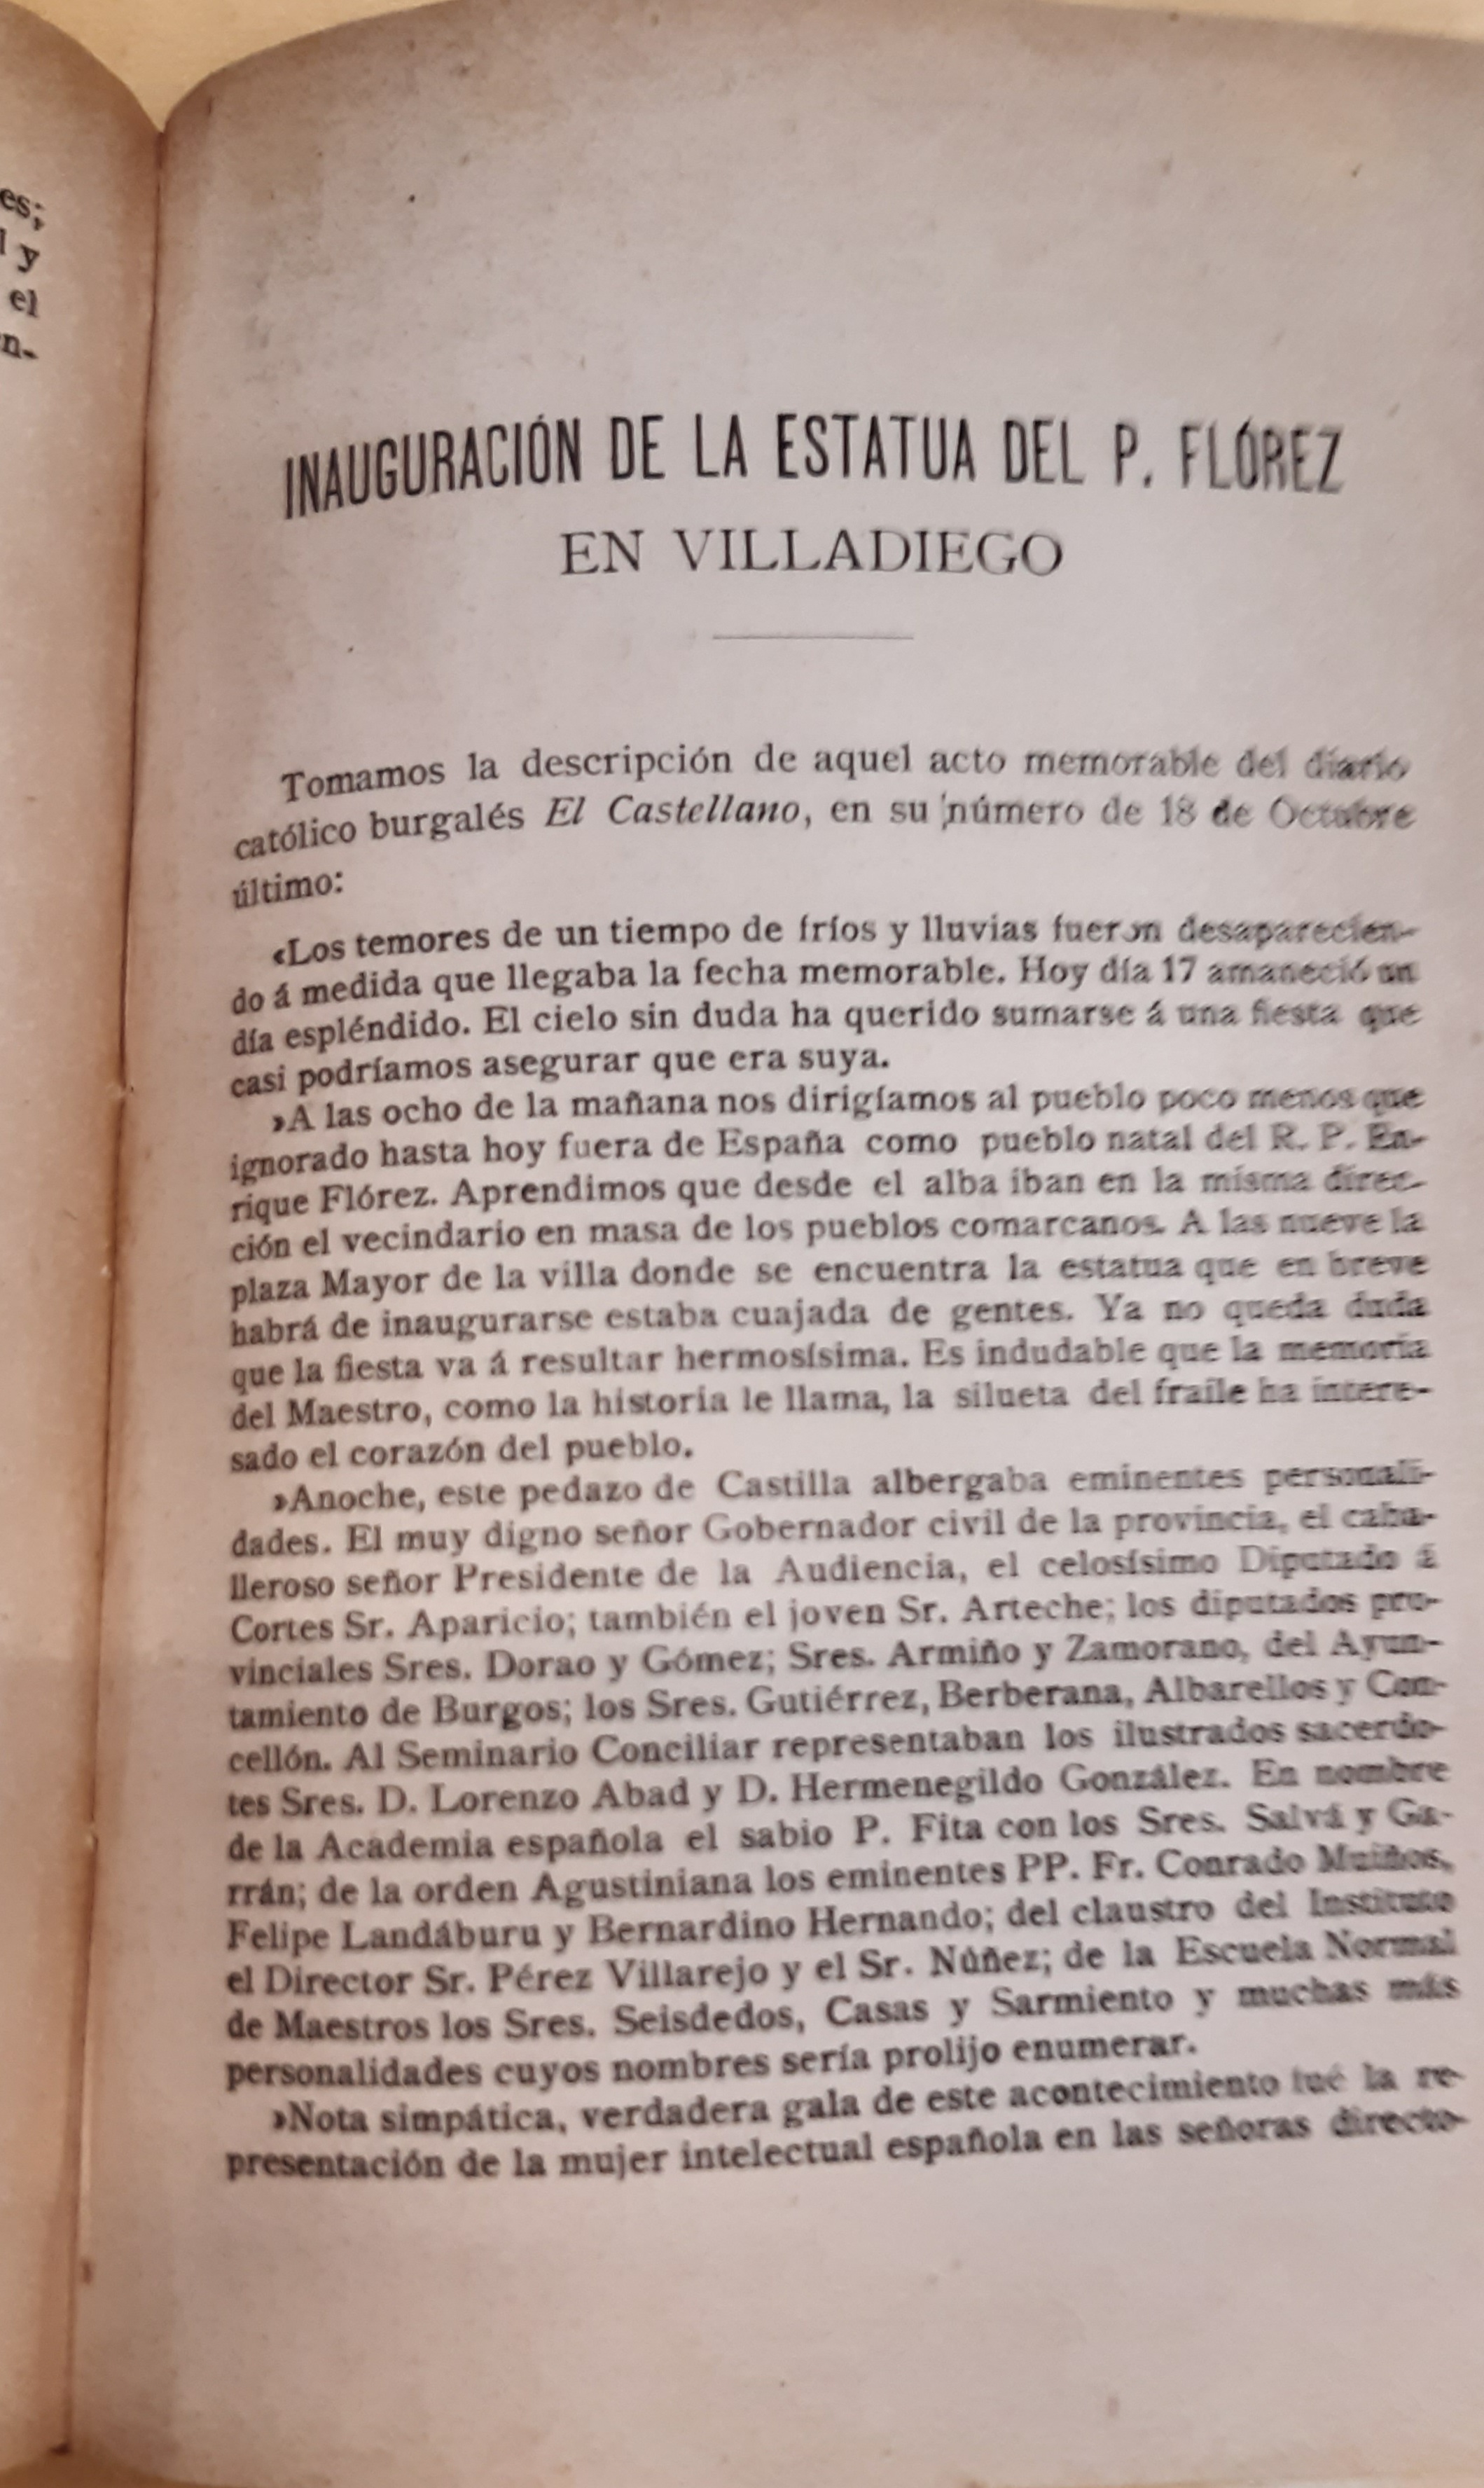 es;
l y
el
n-
INAUGURACIÓN DE LA ESTATUA DEL P. FLÓREZ
EN VILLADIEGO
Tomamos la descripción de aquel acto memorable del diario
católico burgalés El Castellano, en su número de 18 de Octubre
último:
«Los temores de un tiempo de fríos y lluvias fueron desaparecien-
do á medida que llegaba la fecha memorable. Hoy día 17 amaneció un
día espléndido. El cielo sin duda ha querido sumarse á una fiesta que
casi podríamos asegurar que era suya.
»A las ocho de la mañana nos dirigíamos al pueblo poco menos que
ignorado hasta hoy fuera de España como pueblo natal del R. P. En-
rique Flórez. Aprendimos que desde el alba iban en la misma direc-
ción el vecindario en masa de los pueblos comarcanos. A las nueve la
plaza Mayor de la villa donde se encuentra la estatua que en breve
habrá de inaugurarse estaba cuajada de gentes. Ya no queda duda
que la fiesta va á resultar hermosísima. Es indudable que la memoria
del Maestro, como la historia le llama, la silueta del fraile ha intere-
sado el corazón del pueblo.
»Anoche, este pedazo de Castilla albergaba eminentes personali-
dades. El muy digno señor Gobernador civil de la provincia, el caba-
lleroso señor Presidente de la Audiencia, el celosísimo Diputado á
Cortes Sr. Aparicio; también el joven Sr. Arteche; los diputados pro-
vinciales Sres. Dorao y Gómez; Sres. Armiño y Zamorano, del Ayun-
tamiento de Burgos; los Sres. Gutiérrez, Berberana, Albarellos y Con-
cellón. Al Seminario Conciliar representaban los ilustrados sacerdo-
tes Sres. D. Lorenzo Abad y D. Hermenegildo González. En nombre
de la Academia española el sabio P. Fita con los Sres. Salvá y Ga-
rrán; de la orden Agustiniana los eminentes PP. Fr. Conrado Muiños,
Felipe Landáburu y Bernardino Hernando; del claustro del Instituto
el Director Sr. Pérez Villarejo y el Sr. Núñez; de la Escuela Normal
de Maestros los Sres. Seisdedos, Casas y Sarmiento y muchas más
personalidades cuyos nombres sería prolijo enumerar.
»Nota simpática, verdadera gala de este acontecimiento fué la re-
presentación de la mujer intelectual española en las señoras directo-